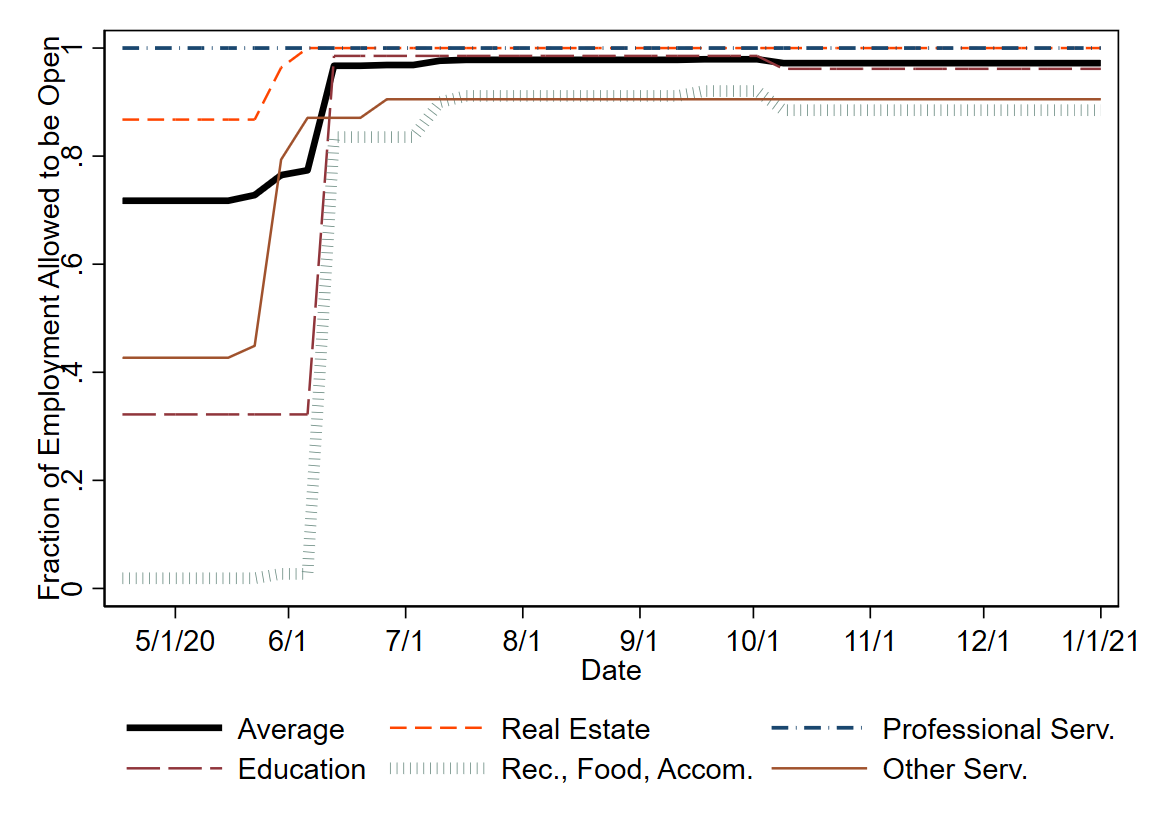 Fraction of Employment Allowed to be Open
1
.8
.6
.4
.2
0
5/1/20 6/1 7/1 8/1 9/1 10/1 11/1 12/1 1/1/21
Date
Average Real Estate Professional Serv.
Education Rec., Food, Accom. Other Serv.